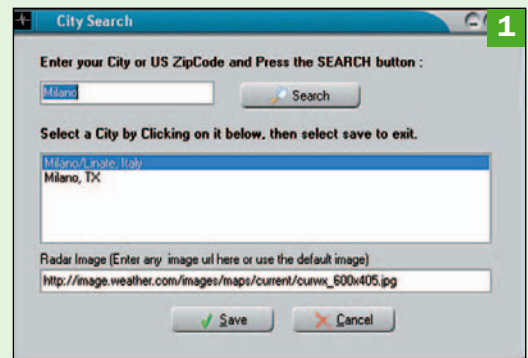 City Search
1
Enter your City or US ZipCode and Press the SEARCH button :
Milano
Search
Select a City by Clicking on it below, then select save to exit.
Milano/Linate, Italy
Milano, TX
Radar Image (Enter any image url here or use the default image)
http://image.weather.com/images/maps/current/curwx_600x405.jpg
Save
Cancel